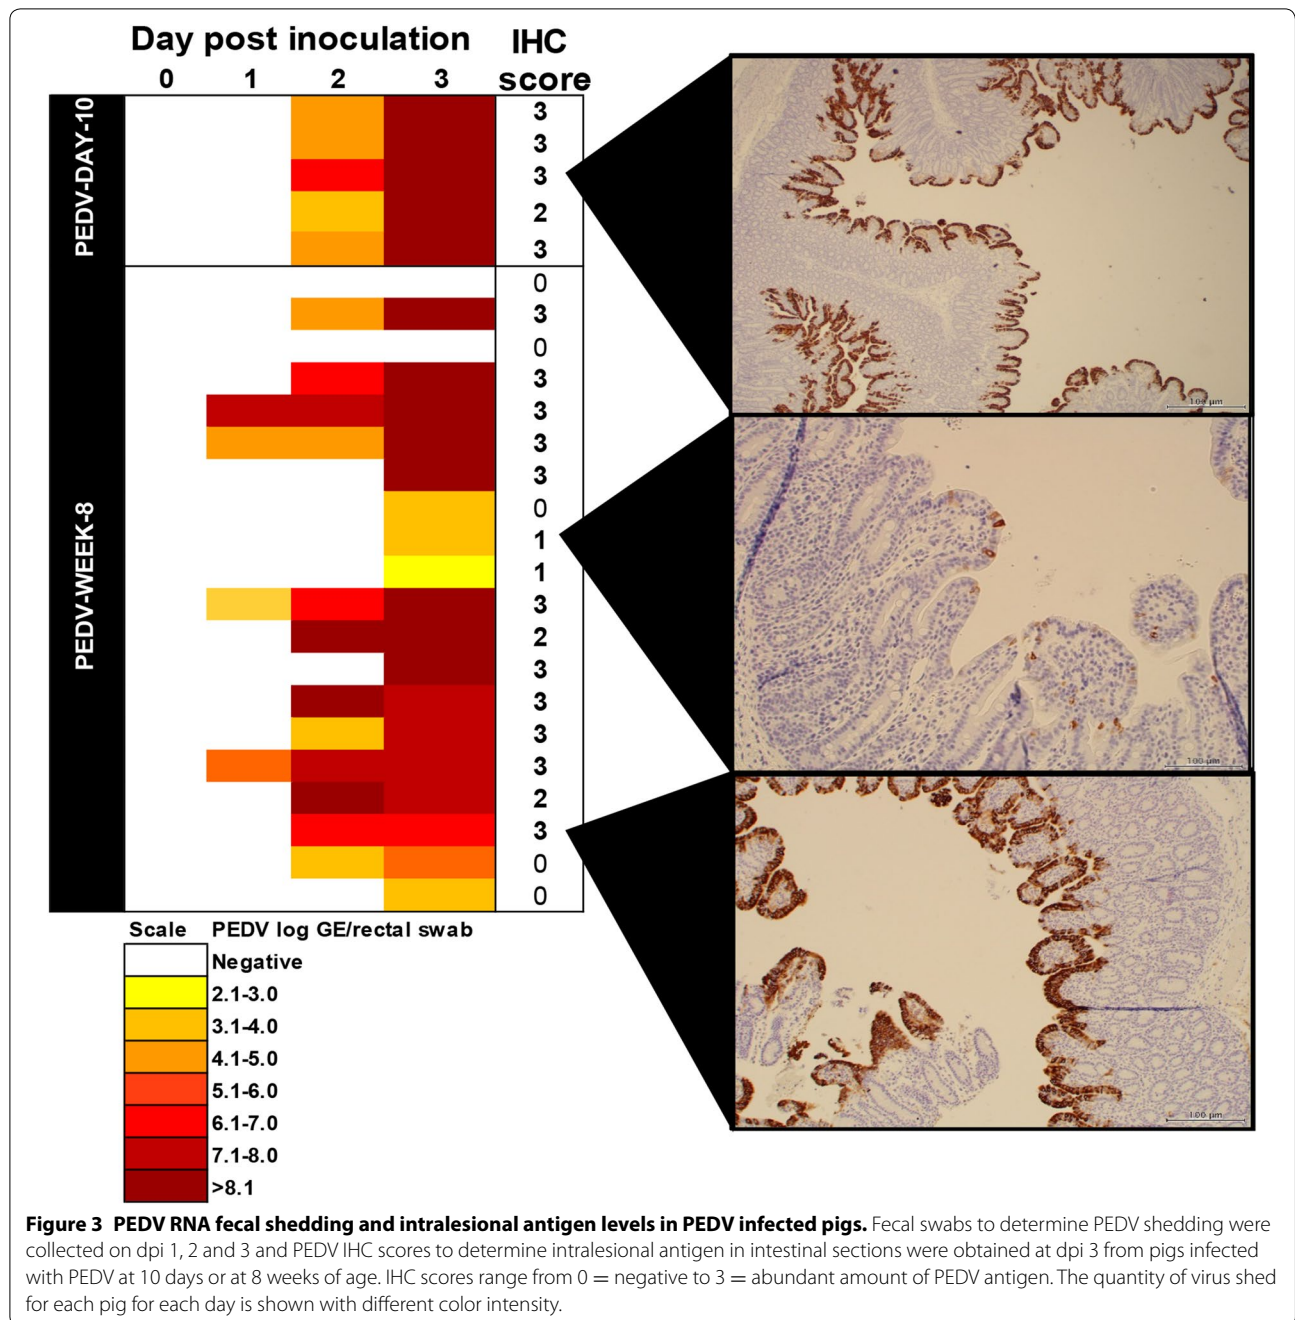 Day post inoculation
IHC
score
0 1 2 3
PEDV-DAY-10
3
3
3
2
3
PEDV-WEEK-8
0
3
0
3
3
3
3
0
1
1
3
2
3
3
3
3
2
3
0
0
100 µm
100 µm
100 µm
Scale PEDV log GE/rectal swab
Negative
2.1-3.0
3.1-4.0
4.1-5.0
5.1-6.0
6.1-7.0
7.1-8.0
>8.1
Figure 3 PEDV RNA fecal shedding and intralesional antigen levels in PEDV infected pigs. Fecal swabs to determine PEDV shedding were
collected on dpi 1, 2 and 3 and PEDV IHC scores to determine intralesional antigen in intestinal sections were obtained at dpi 3 from pigs infected
with PEDV at 10 days or at 8 weeks of age. IHC scores range from 0 = negative to 3 = abundant amount of PEDV antigen. The quantity of virus shed
for each pig for each day is shown with different color intensity.